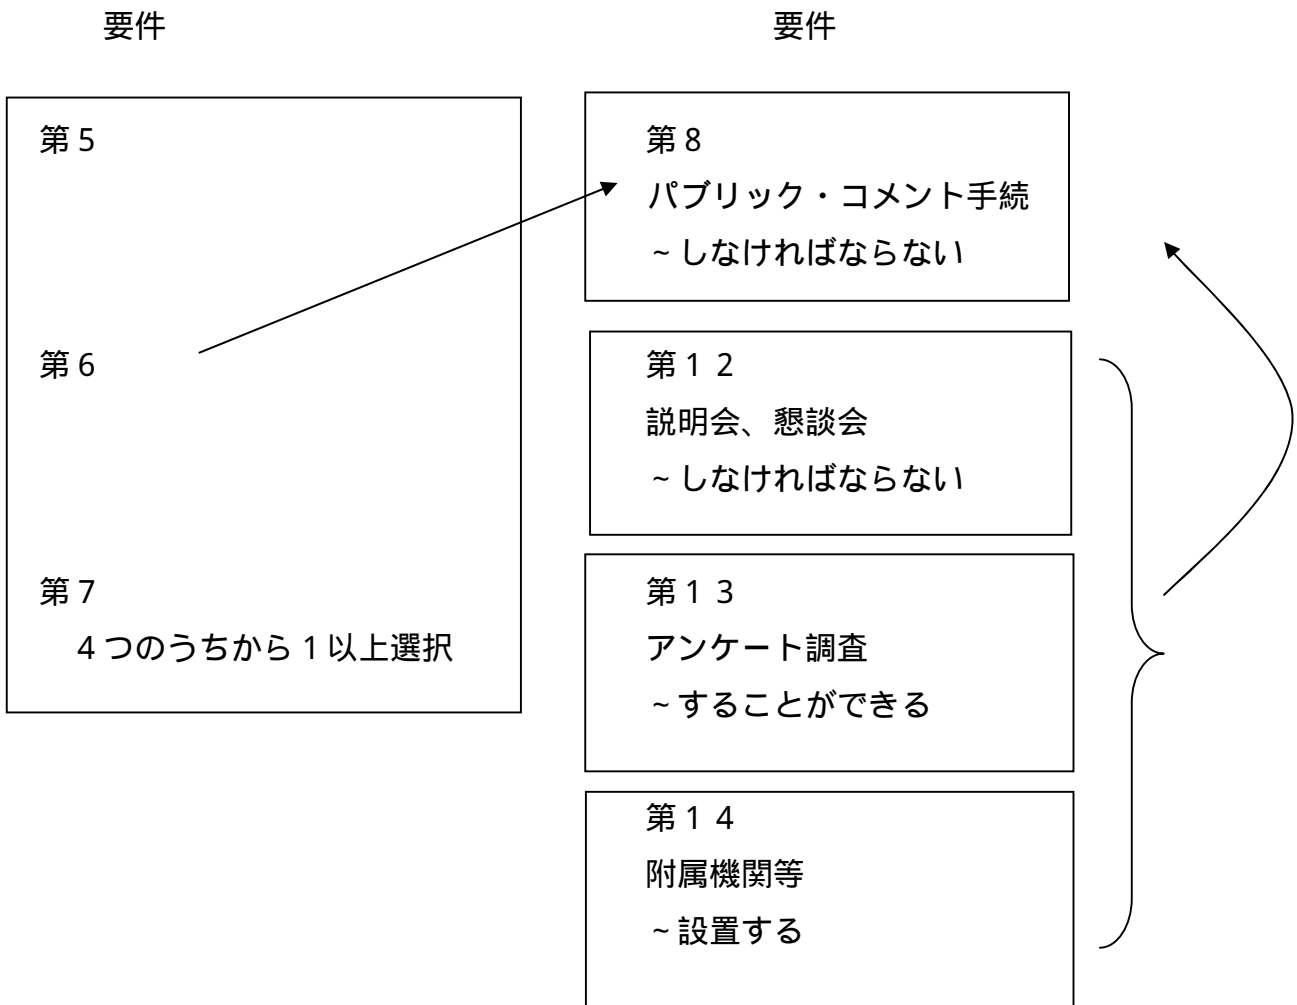 要件
第5
第6
第7
4つのうちから1以上選択
要件
第8
パブリック・コメント手続
~しなければならない
第12
説明会、懇談会
~しなければならない
第13
アンケート調査
~することができる
第14
附属機関等
~設置する